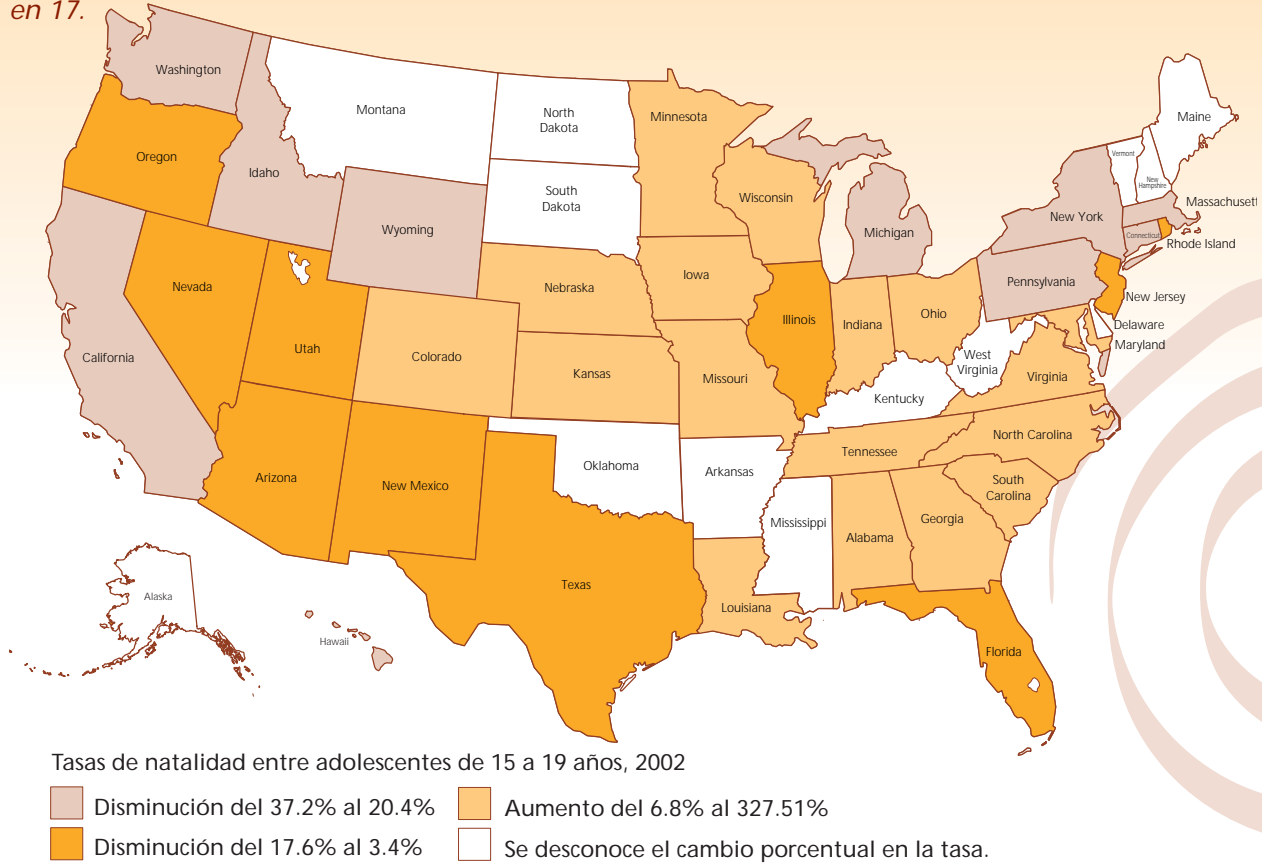 en 17.
Washington
Montana
North
Dakota
Minnesota
Maine
Oregon
Idaho
South
Dakota
Wisconsin
Vermont
New
Hampshire
Massachusett
Wyoming
Michigan
New York
Connecticut
Rhode Island
Nevada
Nebraska
Iowa
Pennsylvania
New Jersey
California
Utah
Colorado
Illinois
Indiana
Ohio
Delaware
Maryland
Kansas
Missouri
West
Virginia
Virginia
Kentucky
Arizona
New Mexico
Oklahoma
Arkansas
Tennessee
North Carolina
South
Carolina
Mississippi
Alabama
Georgia
Texas
Louisiana
Florida
Alaska
Hawaii
Tasas de natalidad entre adolescentes de 15 a 19 años, 2002
Disminución del 37.2% al 20.4%
Aumento del 6.8% al 327.51%
Disminución del 17.6% al 3.4%
Se desconoce el cambio porcentual en la tasa.